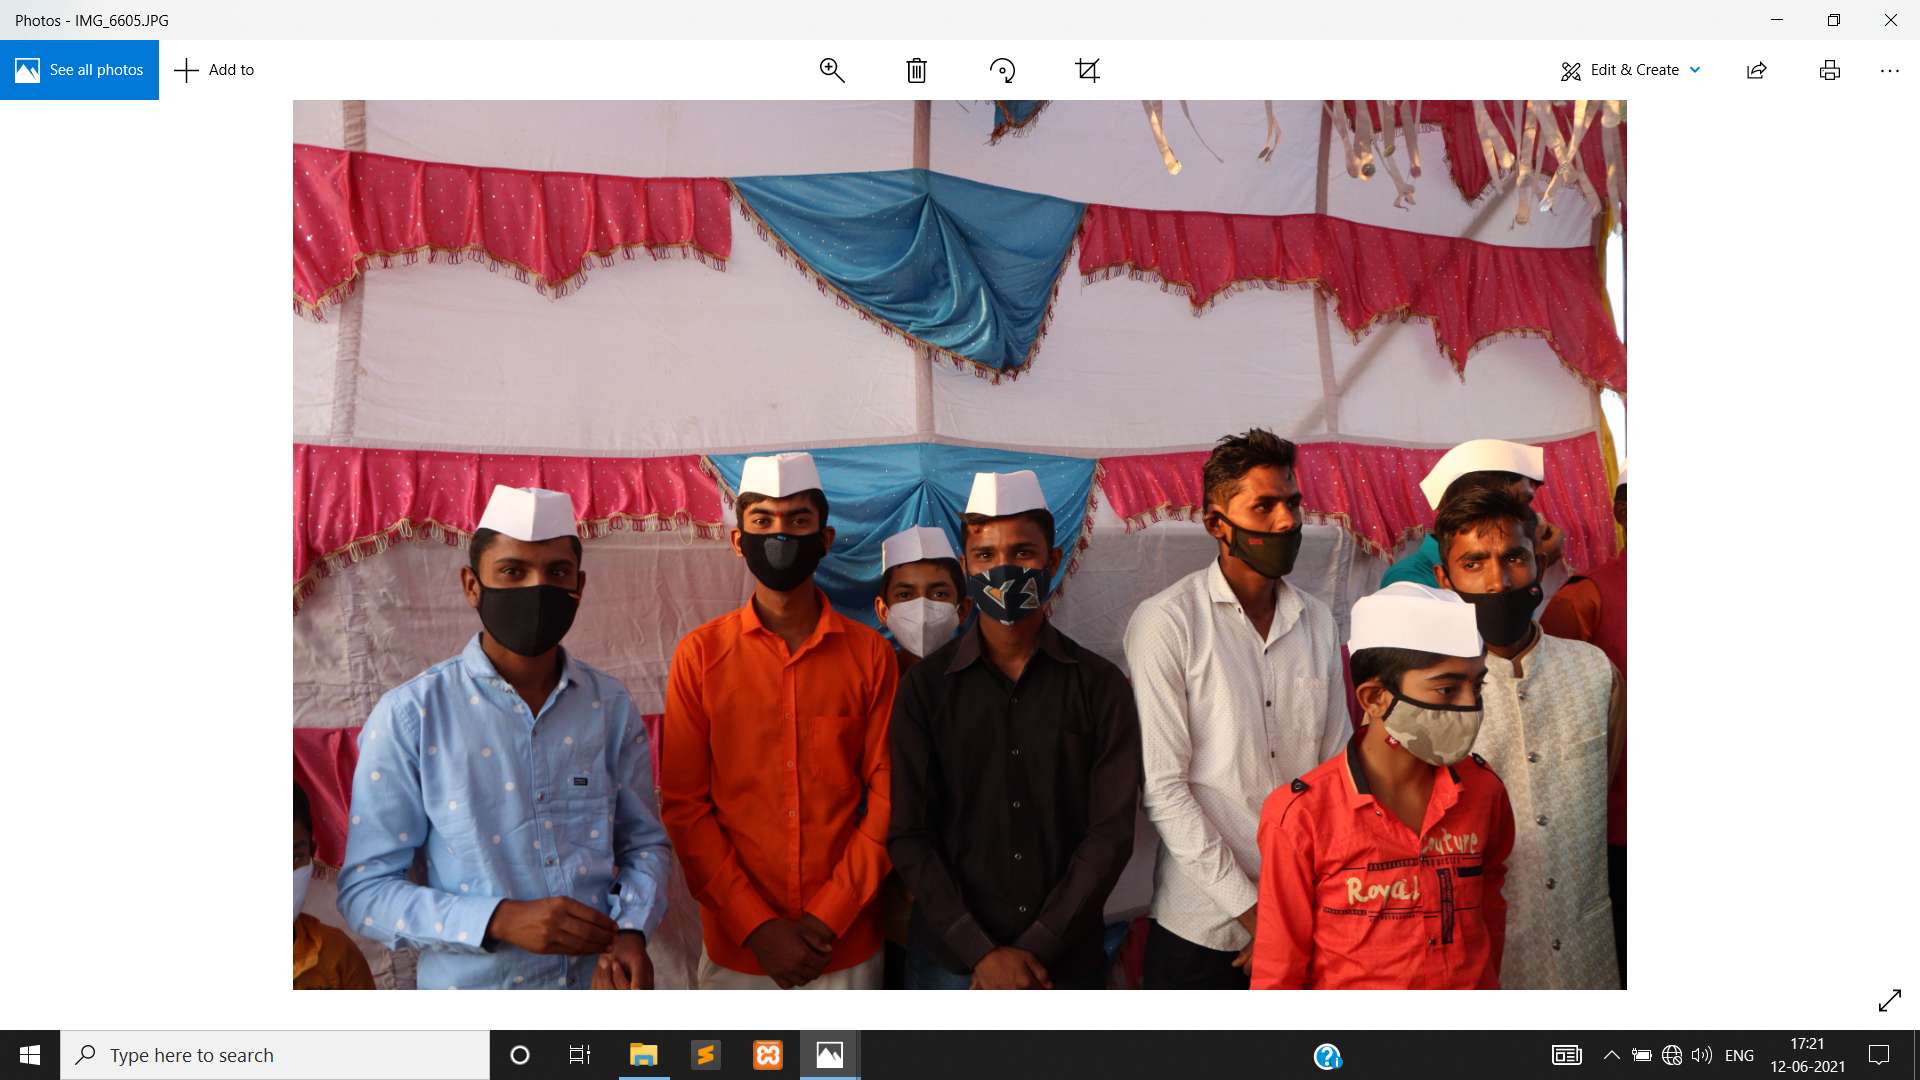 Photos - IMG_6605.JPG
See all photos
Add to
Edit & Create
Couture
Royal
Type here to search
ENG
17:21
12-06-2021